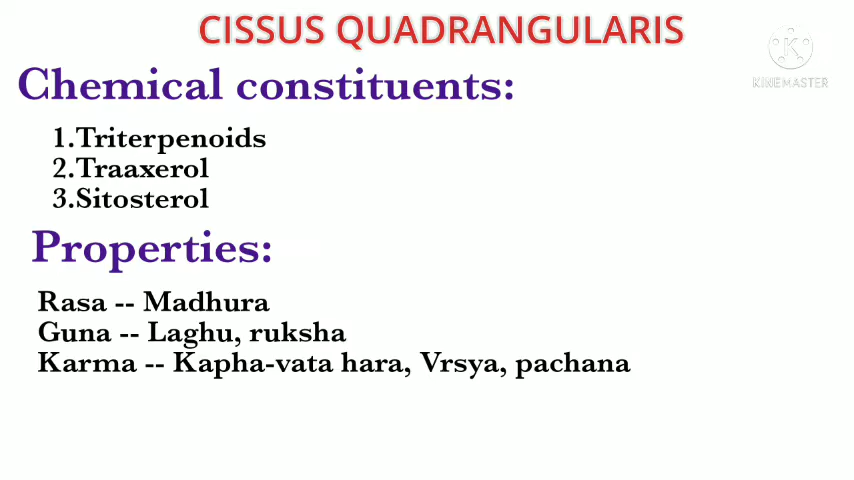 CISSUS QUADRANGULARIS
K
KINEMASTER
Chemical constituents:
1.Triterpenoids
2.Traaxerol
3.Sitosterol
Properties:
Rasa -- Madhura
Guna -- Laghu, ruksha
Karma -- Kapha-vata hara, Vrsya, pachana